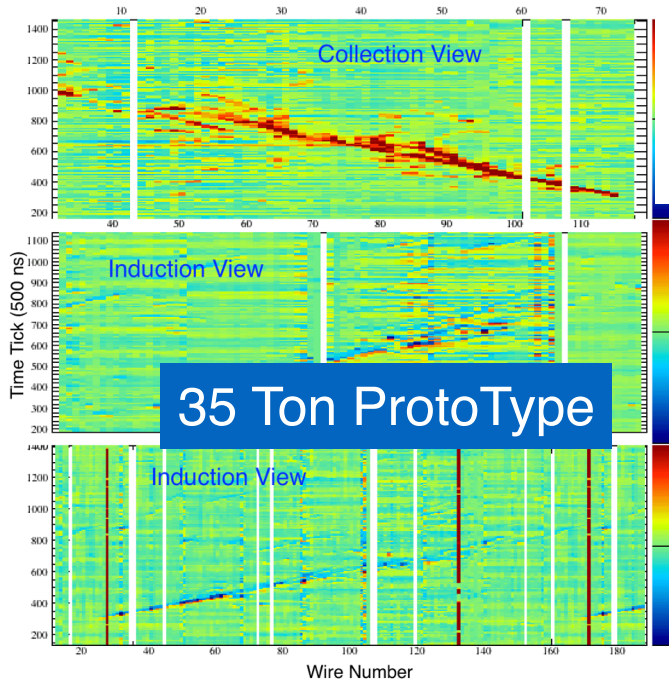 10 20 30 40 50 60 70
1400
1200
1000
800
600
400
200
Collection View
40 50 60 70 80 90 100 110
1100
1000
900
800
700
600
500
400
300
200
Induction View
Time Tick (500 ns)
35 Ton ProtoType
1400
1200
1000
800
600
400
200
Induction View
20 40 60 80 100 120 140 160 180
Wire Number